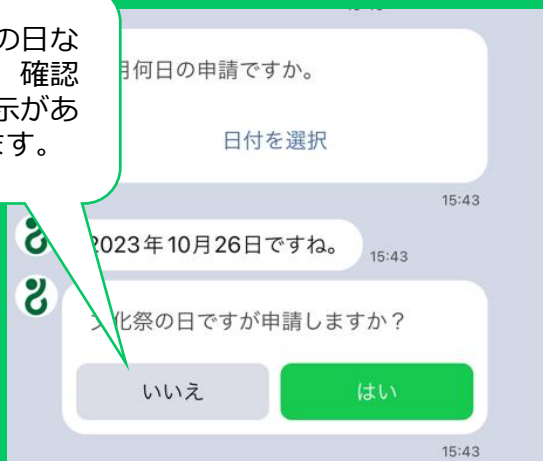 の日な
確認
示があ
ます。
月何日の申請ですか。
日付を選択
15:43
2023年10月26日ですね。
15:43
文化祭の日ですが申請しますか？
いいえ
はい
15:43